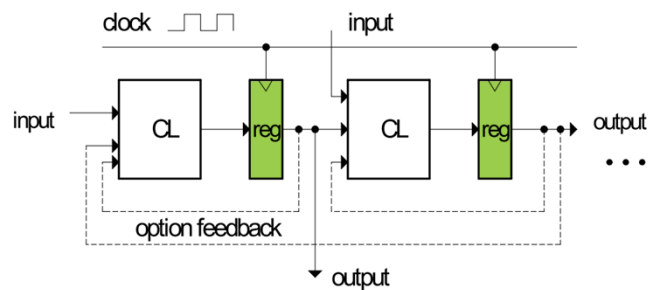 clock
input
input
CL
reg
CL
reg
output
option feedback
output